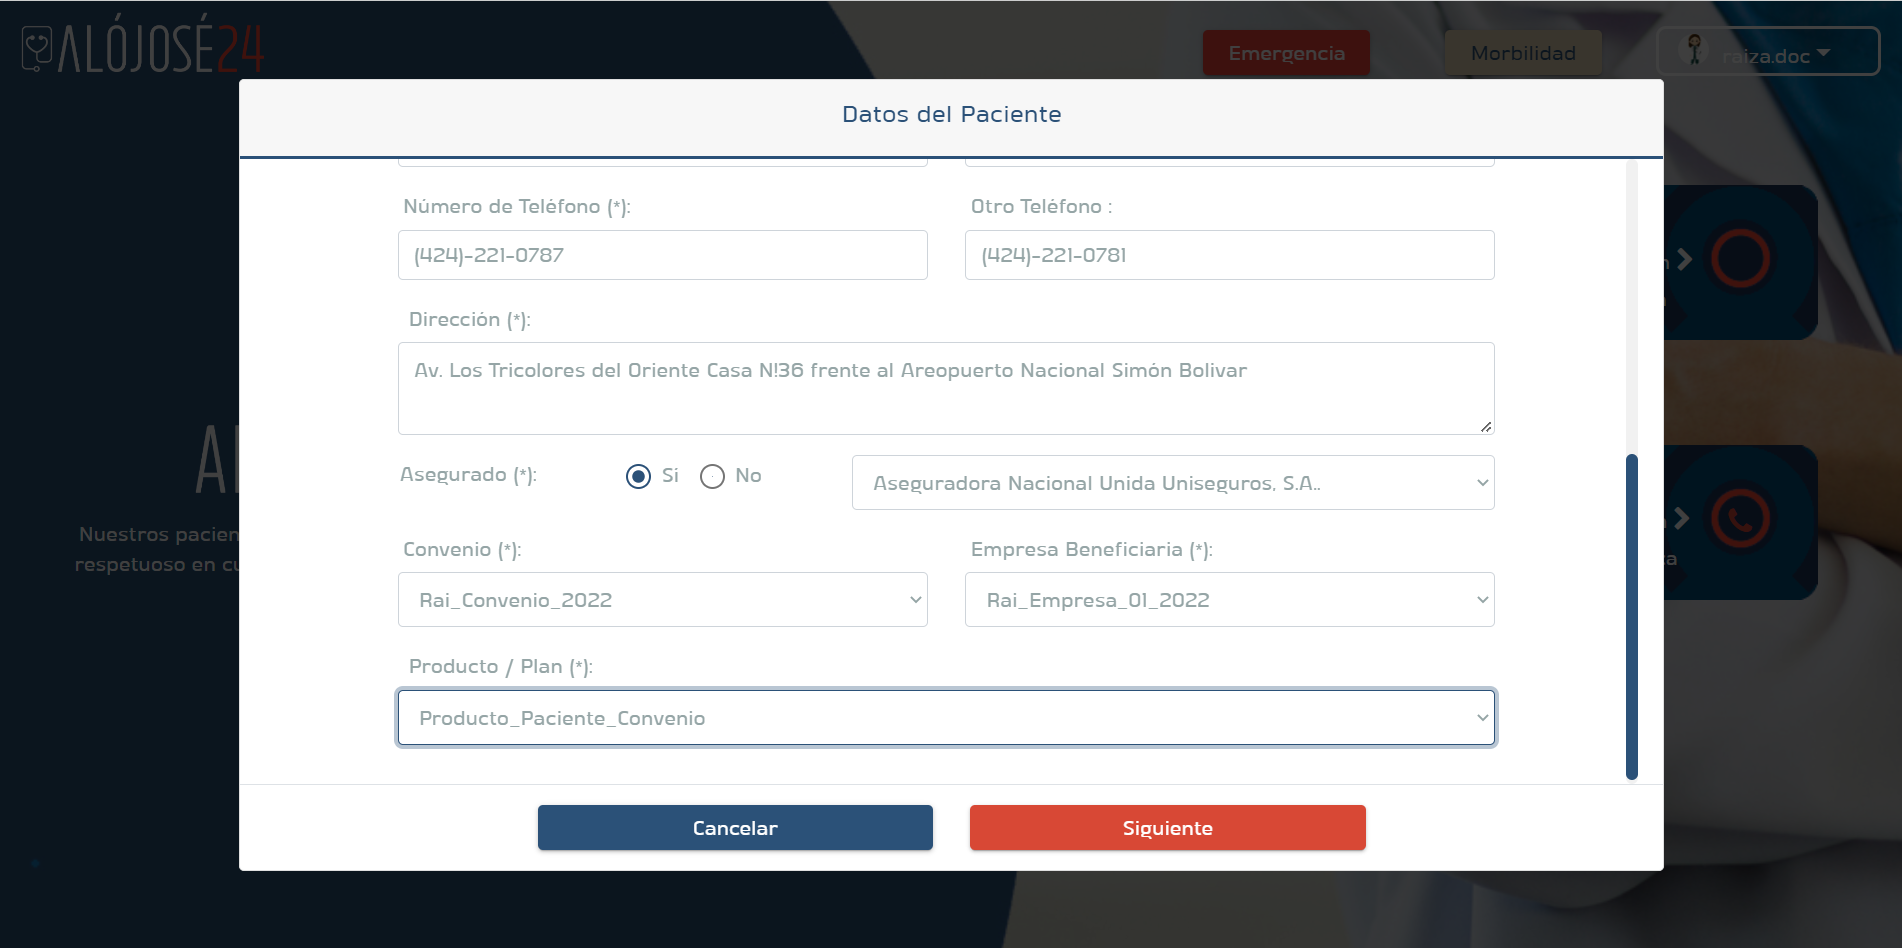 ALÓJOSÉ24
Emergencia
Morbilidad
raiza.doc
Datos del Paciente
Número de Teléfono (*):
Otro Teléfono :
(424)-221-0787
(424)-221-0781
Dirección (*):
Av. Los Tricolores del Oriente Casa N!36 frente al Areopuerto Nacional Simón Bolivar
Asegurado (*):
Si
No
Aseguradora Nacional Unida Uniseguros, S.A..
Convenio (*):
Empresa Beneficiaria (*):
Rai_Convenio_2022
Rai_Empresa_01_2022
Producto / Plan (*):
Producto_Paciente_Convenio
Cancelar
Siguiente
Nuestros pacien
respetuoso en cu